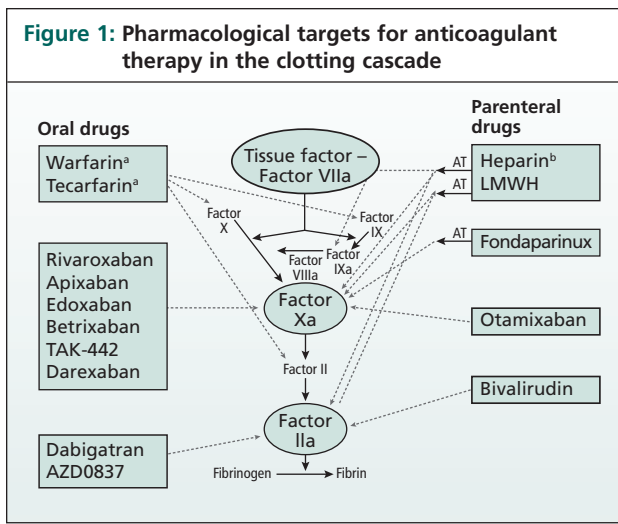 Figure 1: Pharmacological targets for anticoagulant
therapy in the clotting cascade
Oral drugs
Warfarinᵃ
Tecarfarinᵃ
Rivaroxaban
Apixaban
Edoxaban
Betrixaban
TAK-442
Darexaban
Dabigatran
AZD0837
Tissue factor –
Factor VIIa
Factor
X
Factor
IX
Factor
VIIIa
Factor
IXa
Factor
Xa
Factor II
Factor
IIa
Fibrinogen
Fibrin
Parenteral
drugs
AT
Heparinᵇ
AT
LMWH
AT
Fondaparinux
Otamixaban
Bivalirudin